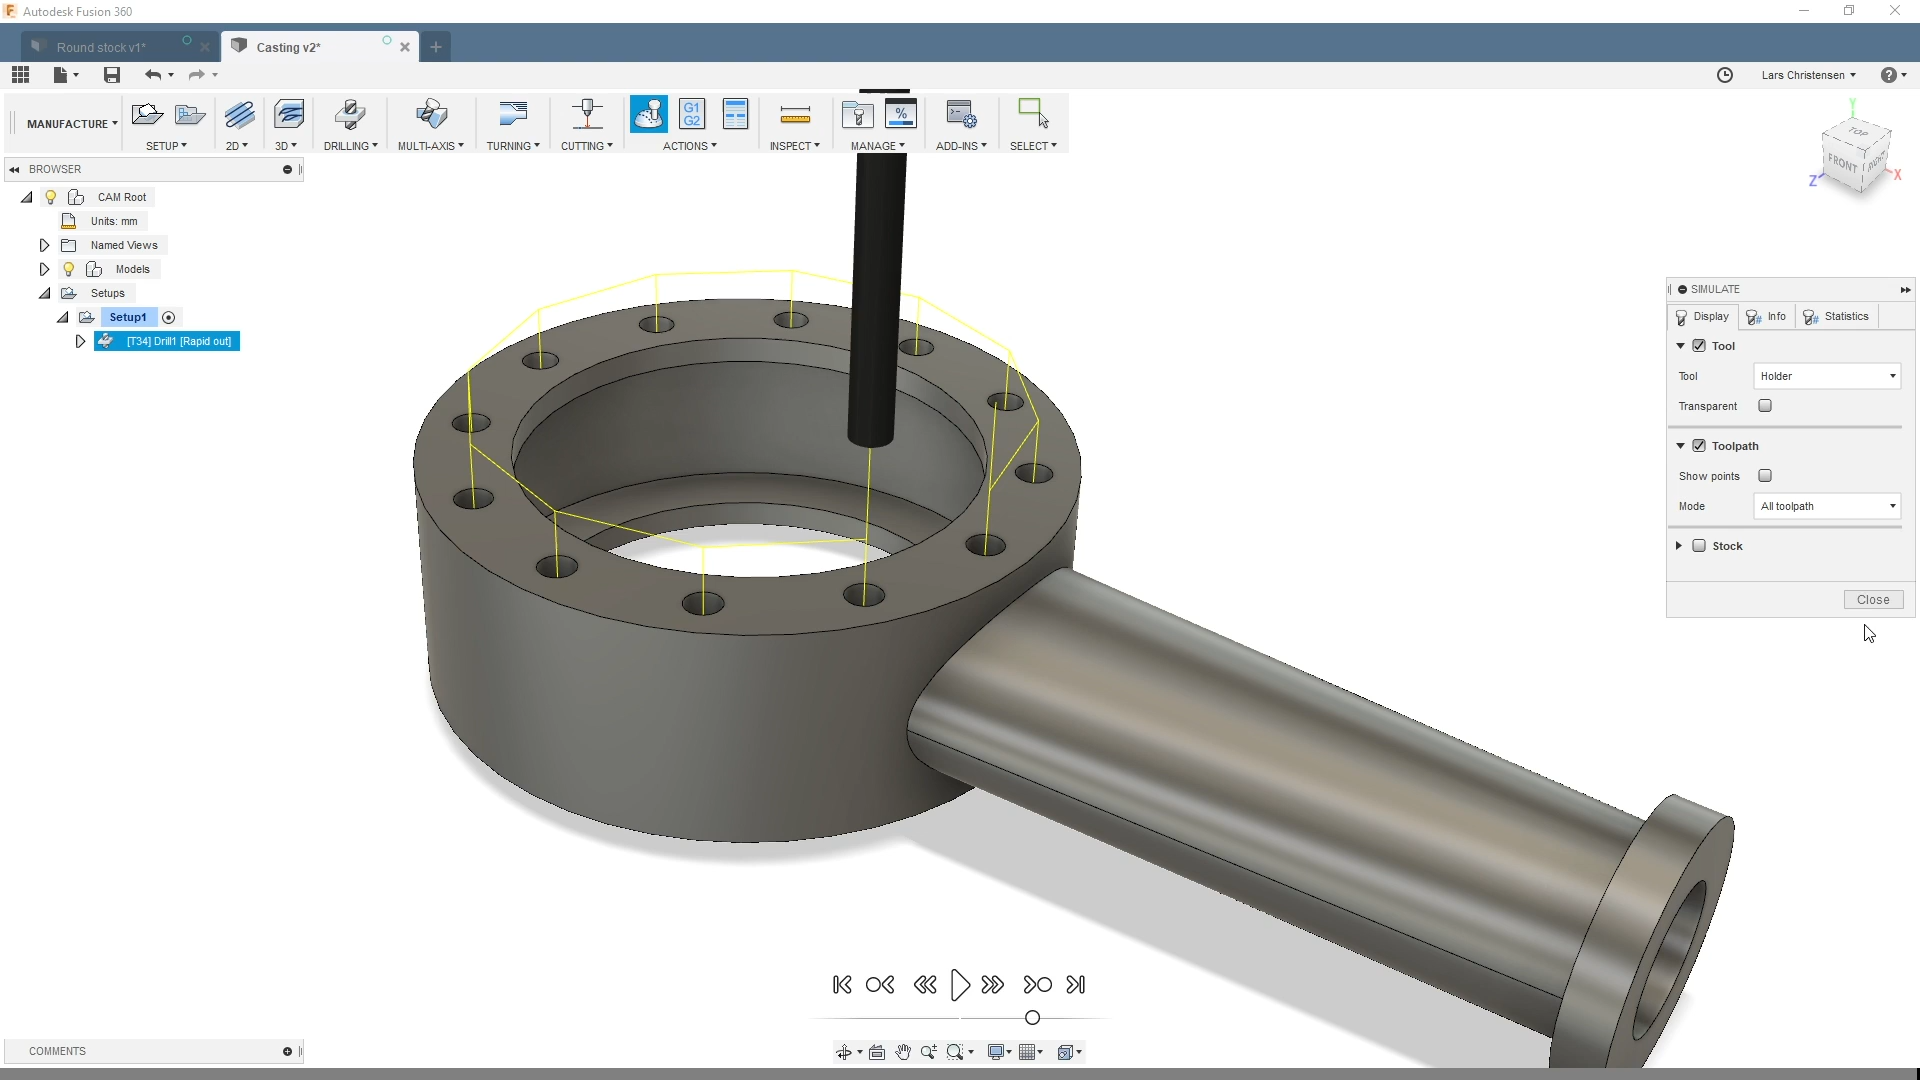 Autodesk Fusion 360
Round stock v1*
Casting v2*
Lars Christensen
MANUFACTURE
G1
G2
%
SETUP
2D
3D
DRILLING
MULTI-AXIS
TURNING
CUTTING
ACTIONS
INSPECT
MANAGE
ADD-INS
SELECT
Y
TOP
FRONT
RIGHT
Z
X
BROWSER
CAM Root
Units: mm
Named Views
Models
Setups
Setup1
[T34] Drill1 [Rapid out]
SIMULATE
Display
Info
Statistics
Tool
Tool
Holder
Transparent
Toolpath
Show points
Mode
All toolpath
Stock
Close
COMMENTS